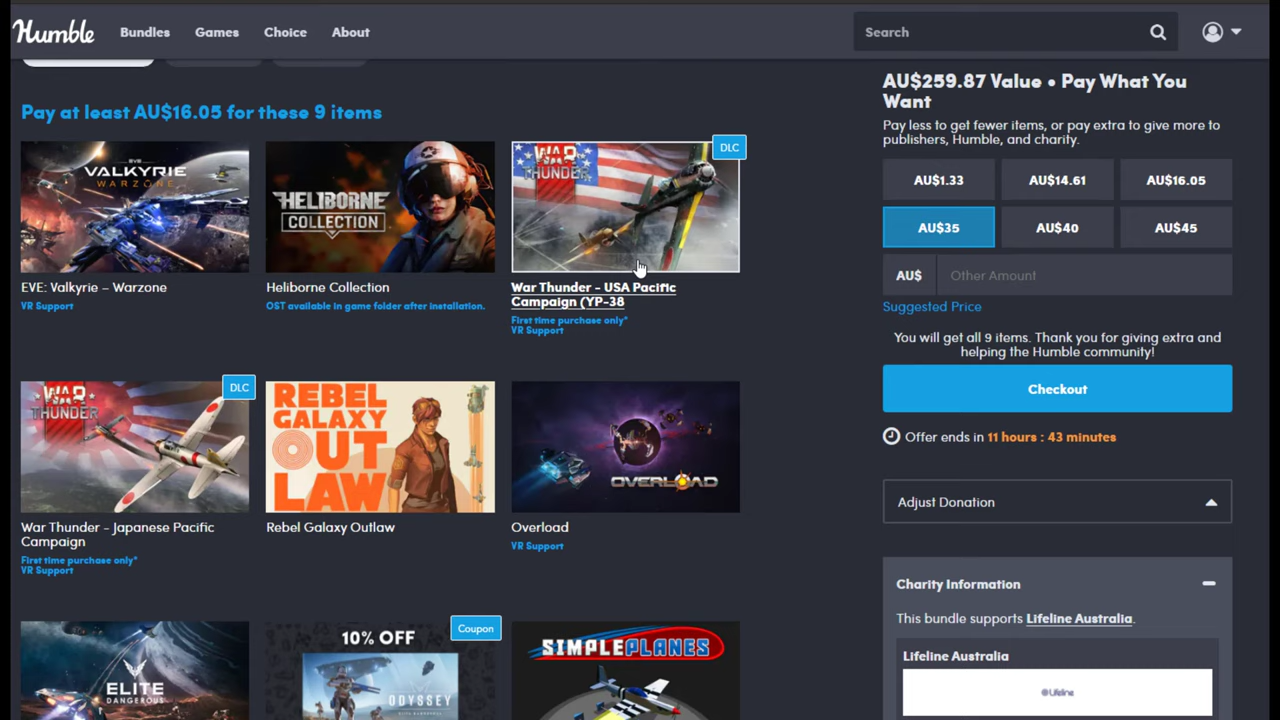 Humble
Bundles
Games
Choice
About
Search
Pay at least AU$16.05 for these 9 items
EVE:
VALKYRIE
WARZONE
EVE: Valkyrie – Warzone
VR Support
HELIBORNE
COLLECTION
Heliborne Collection
OST available in game folder after installation.
DLC
WAR
THUNDER
War Thunder - USA Pacific
Campaign (YP-38
First time purchase only*
VR Support
DLC
WAR
THUNDER
War Thunder - Japanese Pacific
Campaign
First time purchase only*
VR Support
REBEL
GALAXY
OUT
LAW
Rebel Galaxy Outlaw
OVERLOAD
Overload
VR Support
ELITE
DANGEROUS
Coupon
10% OFF
ODYSSEY
ELITE DANGEROUS
SIMPLEPLANES
AU$259.87 Value • Pay What You
Want
Pay less to get fewer items, or pay extra to give more to
publishers, Humble, and charity.
AU$1.33
AU$14.61
AU$16.05
AU$35
AU$40
AU$45
AU$
Other Amount
Suggested Price
You will get all 9 items. Thank you for giving extra and
helping the Humble community!
Checkout
Offer ends in 11 hours : 43 minutes
Adjust Donation
Charity Information
This bundle supports Lifeline Australia.
Lifeline Australia
Lifeline